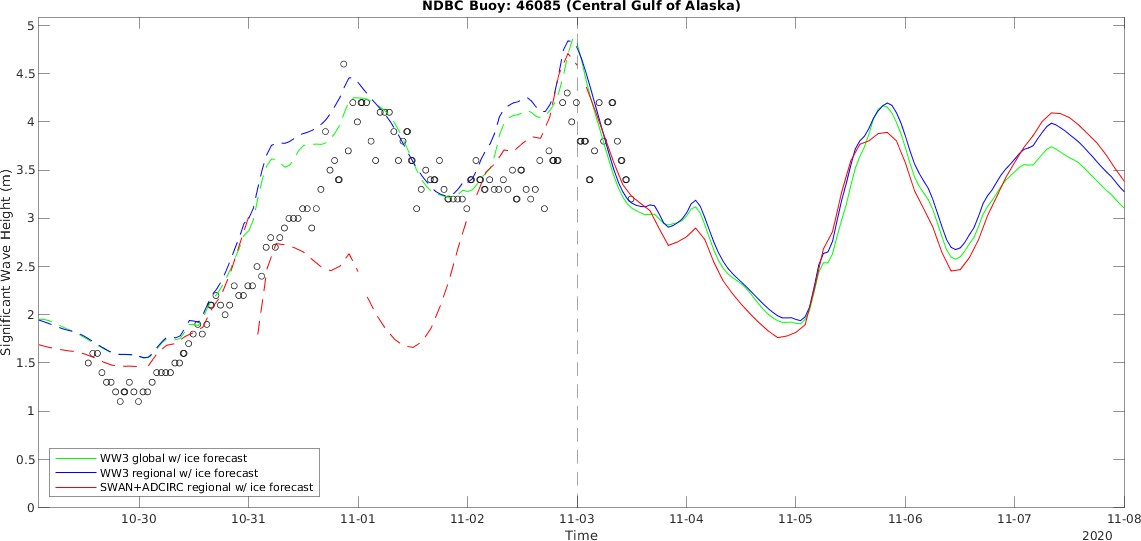 NDBC Buoy: 46085 (Central Gulf of Alaska)
Significant Wave Height (m)
5
4.5
4
3.5
3
2.5
2
1.5
1
0.5
0
WW3 global w/ ice forecast
WW3 regional w/ ice forecast
SWAN+ADCIRC regional w/ ice forecast
10-30 10-31 11-01 11-02 11-03 11-04 11-05 11-06 11-07 11-08
Time
2020